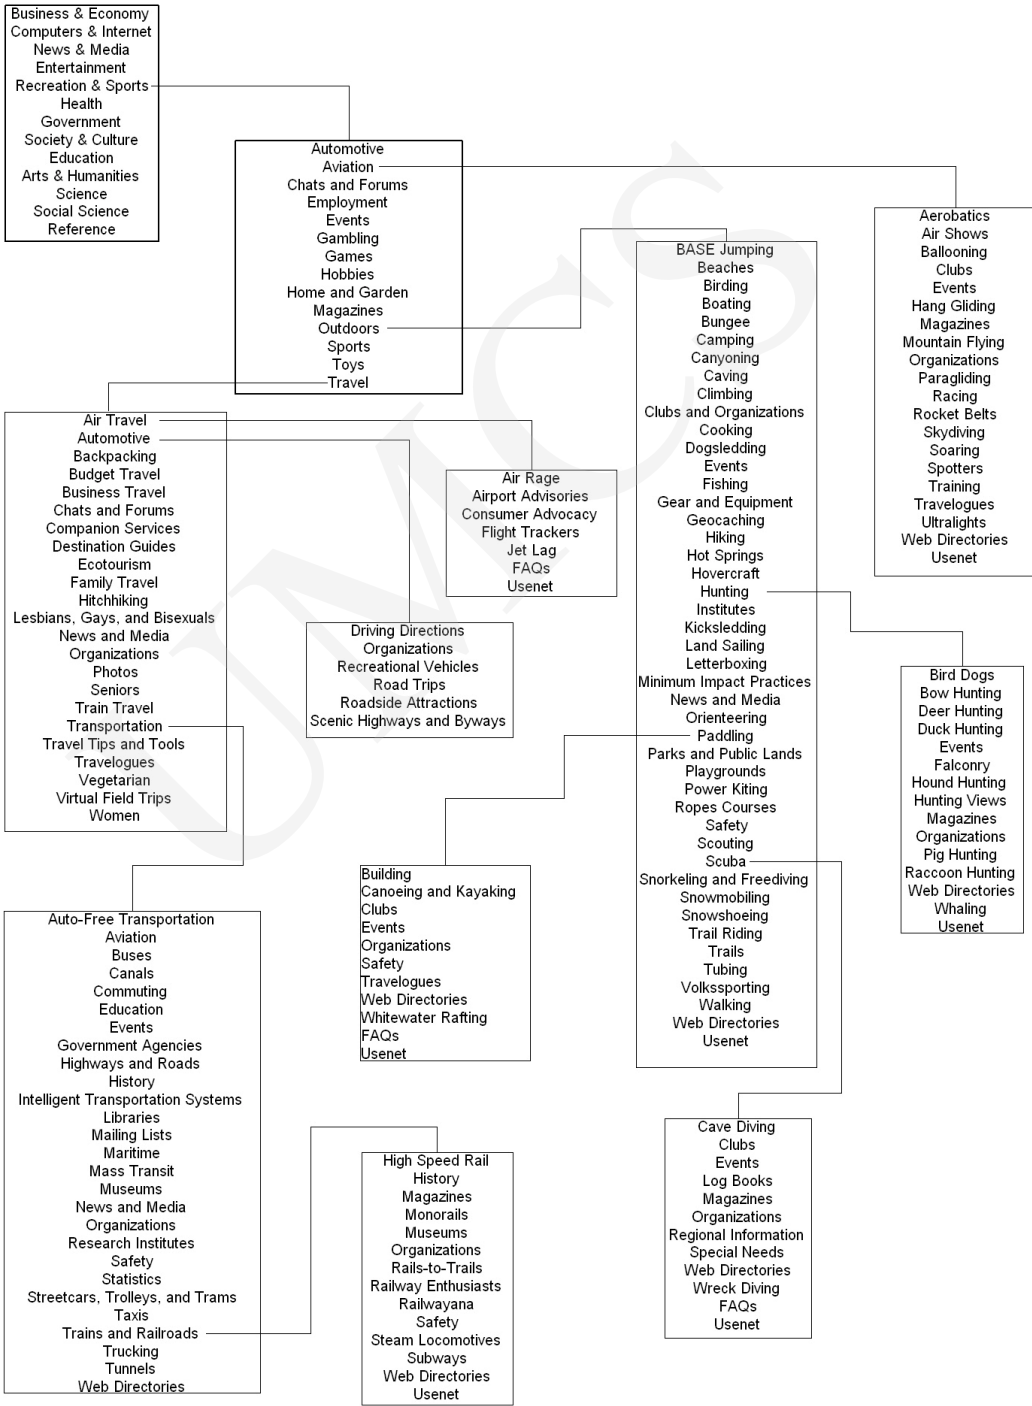 Business & Economy
Computers & Internet
News & Media
Entertainment
Recreation & Sports
Health
Government
Society & Culture
Education
Arts & Humanities
Science
Social Science
Reference
Automotive
Aviation
Chats and Forums
Employment
Events
Gambling
Games
Hobbies
Home and Garden
Magazines
Outdoors
Sports
Toys
Travel
Aerobatics
Air Shows
Ballooning
Clubs
Events
Hang Gliding
Magazines
Mountain Flying
Organizations
Paragliding
Racing
Rocket Belts
Skydiving
Soaring
Spotters
Training
Travelogues
Ultralights
Web Directories
Usenet
BASE Jumping
Beaches
Birding
Boating
Bungee
Camping
Canyoning
Caving
Climbing
Clubs and Organizations
Cooking
Dogsledding
Events
Fishing
Gear and Equipment
Geocaching
Hiking
Hot Springs
Hovercraft
Hunting
Institutes
Kicksledding
Land Sailing
Letterboxing
Minimum Impact Practices
News and Media
Orienteering
Paddling
Parks and Public Lands
Playgrounds
Power Kiting
Ropes Courses
Safety
Scouting
Scuba
Snorkeling and Freediving
Snowmobiling
Snowshoeing
Trail Riding
Trails
Tubing
Volkssporting
Walking
Web Directories
Usenet
Air Travel
Automotive
Backpacking
Budget Travel
Business Travel
Chats and Forums
Companion Services
Destination Guides
Ecotourism
Family Travel
Hitchhiking
Lesbians, Gays, and Bisexuals
News and Media
Organizations
Photos
Seniors
Train Travel
Transportation
Travel Tips and Tools
Travelogues
Vegetarian
Virtual Field Trips
Women
Air Rage
Airport Advisories
Consumer Advocacy
Flight Trackers
Jet Lag
FAQs
Usenet
Driving Directions
Organizations
Recreational Vehicles
Road Trips
Roadside Attractions
Scenic Highways and Byways
Bird Dogs
Bow Hunting
Deer Hunting
Duck Hunting
Events
Falconry
Hound Hunting
Hunting Views
Magazines
Organizations
Pig Hunting
Raccoon Hunting
Web Directories
Whaling
Usenet
Building
Canoeing and Kayaking
Clubs
Events
Organizations
Safety
Travelogues
Web Directories
Whitewater Rafting
FAQs
Usenet
Auto-Free Transportation
Aviation
Buses
Canals
Commuting
Education
Events
Government Agencies
Highways and Roads
History
Intelligent Transportation Systems
Libraries
Mailing Lists
Maritime
Mass Transit
Museums
News and Media
Organizations
Research Institutes
Safety
Statistics
Streetcars, Trolleys, and Trams
Taxis
Trains and Railroads
Trucking
Tunnels
Web Directories
High Speed Rail
History
Magazines
Monorails
Museums
Organizations
Rails-to-Trails
Railway Enthusiasts
Railwayana
Safety
Steam Locomotives
Subways
Web Directories
Usenet
Cave Diving
Clubs
Events
Log Books
Magazines
Organizations
Regional Information
Special Needs
Web Directories
Wreck Diving
FAQs
Usenet
UMCS